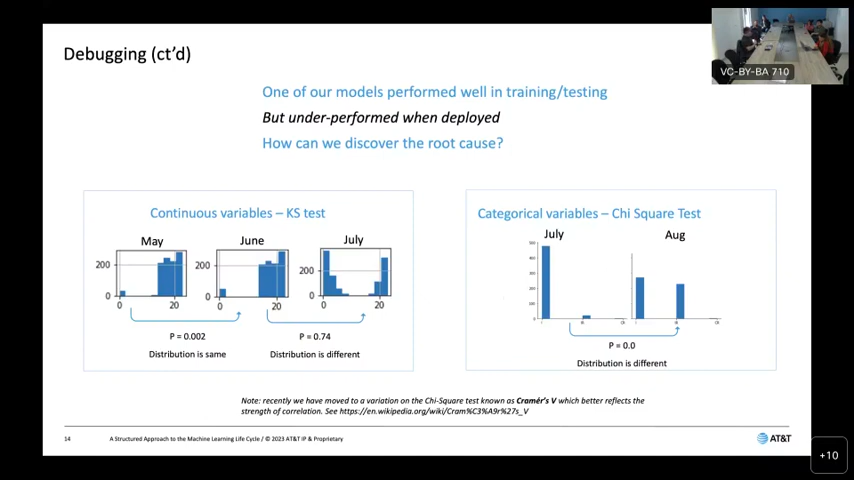 Debugging (ct'd)
VC-BY-BA 710
One of our models performed well in training/testing
But under-performed when deployed
How can we discover the root cause?
Continuous variables – KS test
May
June
July
200
0
0
20
200
0
0
20
200
0
0
20
P = 0.002
P = 0.74
Distribution is same
Distribution is different
Categorical variables – Chi Square Test
July
Aug
P = 0.0
Distribution is different
Note: recently we have moved to a variation on the Chi-Square test known as Cramér's V which better reflects the
strength of correlation. See https://en.wikipedia.org/wiki/Cram%C3%A9r%27s_V
14
A Structured Approach to the Machine Learning Life Cycle / © 2023 AT&T IP & Proprietary
AT&T
+10